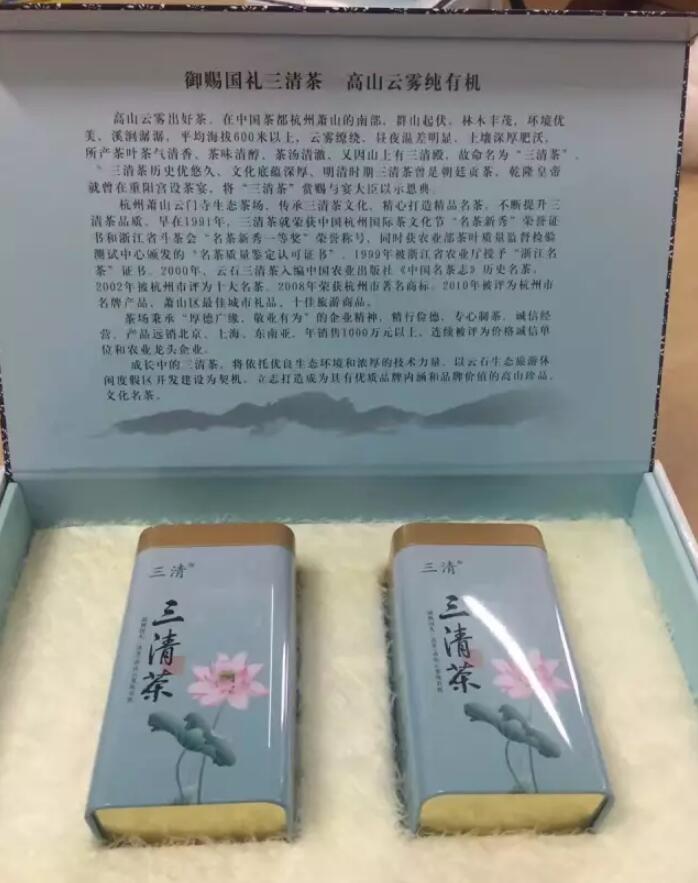 御赐国礼三清茶 高山云雾纯有机
高山云雾出好茶。在中国茶都杭州萧山的南部，群山起伏，林木丰茂，环境优
美，溪涧潺潺，平均海拔600米以上，云雾缭绕，昼夜温差明显，土壤深厚肥沃，
所产茶叶茶气清香、茶味清醇、茶汤清澈，又因山上有三清殿，故命名为“三清茶”。
三清茶历史优悠久、文化底蕴深厚，明清时期三清茶曾是朝廷贡茶，乾隆皇帝
就曾在重阳宫设茶宴，将“三清茶”赏赐与宴大臣以示恩典。
杭州萧山云门寺生态茶场，传承三清茶文化，精心打造精品名茶，不断提升三
清茶品质。早在1991年，三清茶就荣获中国杭州国际茶文化节“名茶新秀”荣誉证
书和浙江省斗茶会“名茶新秀一等奖”荣誉称号，同时获农业部茶叶质量监督检验
测试中心颁发的“名茶质量鉴定认可证书”。1999年被浙江省农业厅授予“浙江名
茶”证书。2000年，云石三清茶入编中国农业出版社《中国名茶志》历史名茶。
2002年被杭州市评为十大名茶。2008年荣获杭州市著名商标。2010年被评为杭州市
名牌产品，萧山区最佳城市礼品，十佳旅游商品。
茶场秉承“厚德广缘，敬业有为”的企业精神，精行俭德，专心制茶，诚信经
营，产品远销北京、上海、东南亚，年销售1000万元以上，连续被评为价格诚信单
位和农业龙头企业。
成长中的三清茶，将依托优良生态环境和浓厚的技术力量，以云石生态旅游休
闲度假区开发建设为契机，立志打造成为具有优质品牌内涵和品牌价值的高山珍品，
文化名茶。
三清
三清茶
三清
三清茶